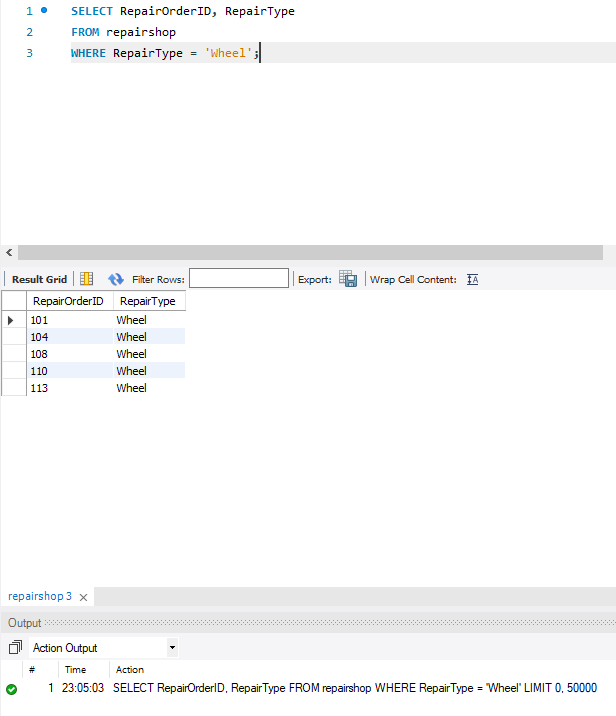 1 SELECT RepairOrderID, RepairType
2 FROM repairshop
3 WHERE RepairType = 'Wheel';
Result Grid Filter Rows: Export: Wrap Cell Content: IA
RepairOrderID RepairType
101 Wheel
104 Wheel
108 Wheel
110 Wheel
113 Wheel
repairshop 3 ×
Output
Action Output
# Time Action
1 23:05:03 SELECT RepairOrderID, RepairType FROM repairshop WHERE RepairType = 'Wheel' LIMIT 0, 50000